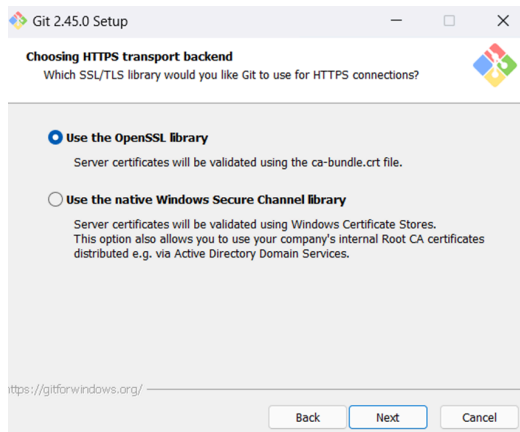 Git 2.45.0 Setup
Choosing HTTPS transport backend
Which SSL/TLS library would you like Git to use for HTTPS connections?
Use the OpenSSL library
Server certificates will be validated using the ca-bundle.crt file.
Use the native Windows Secure Channel library
Server certificates will be validated using Windows Certificate Stores.
This option also allows you to use your company's internal Root CA certificates
distributed e.g. via Active Directory Domain Services.
https://gitforwindows.org/
Back Next Cancel